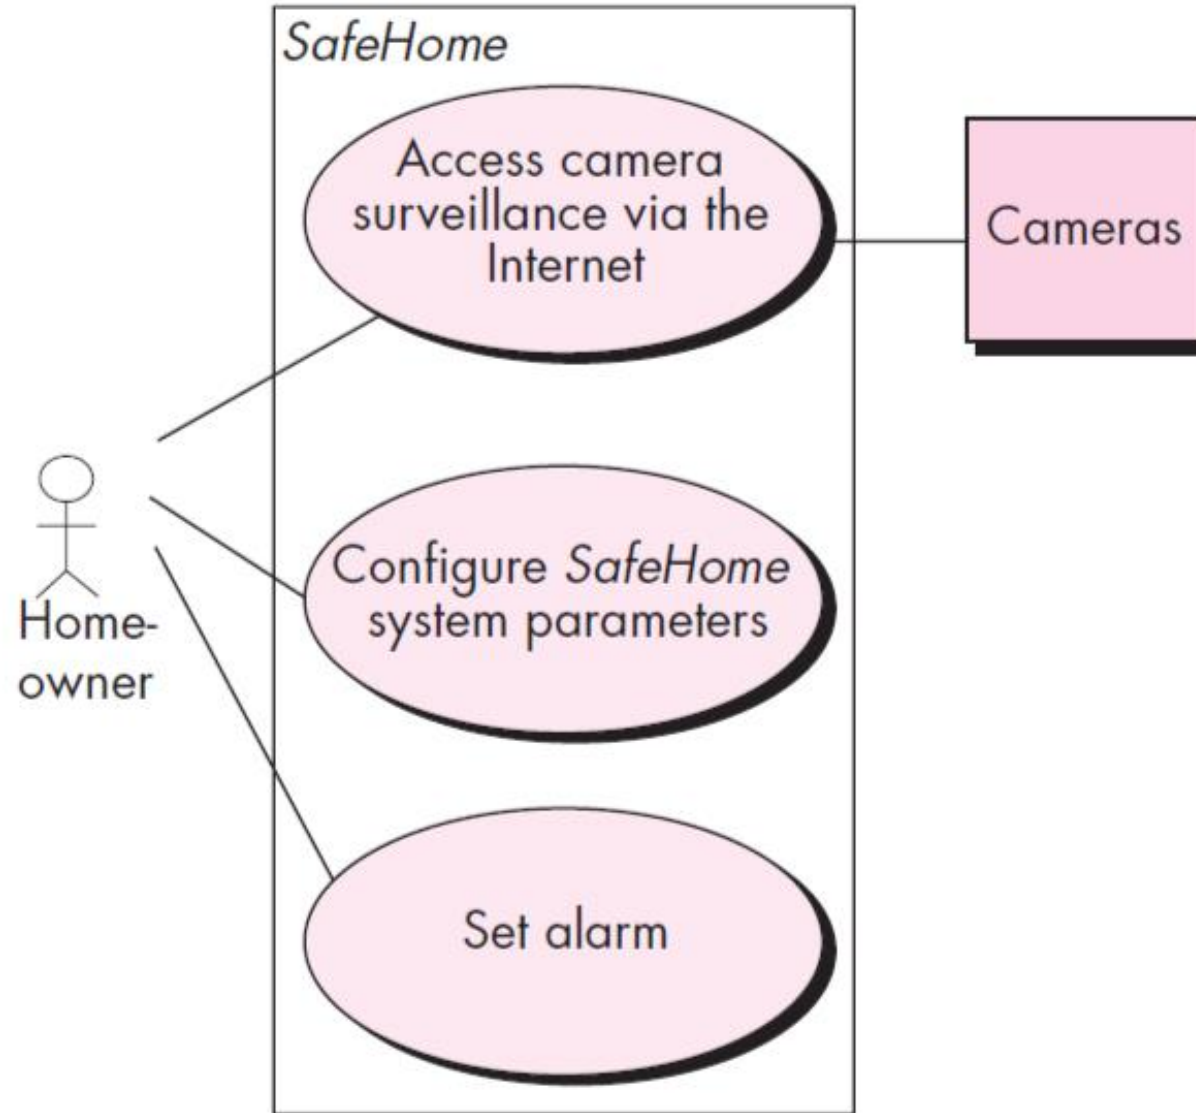 SafeHome
Access camera
surveillance via the
Internet
Cameras
Configure SafeHome
system parameters
Home-
owner
Set alarm